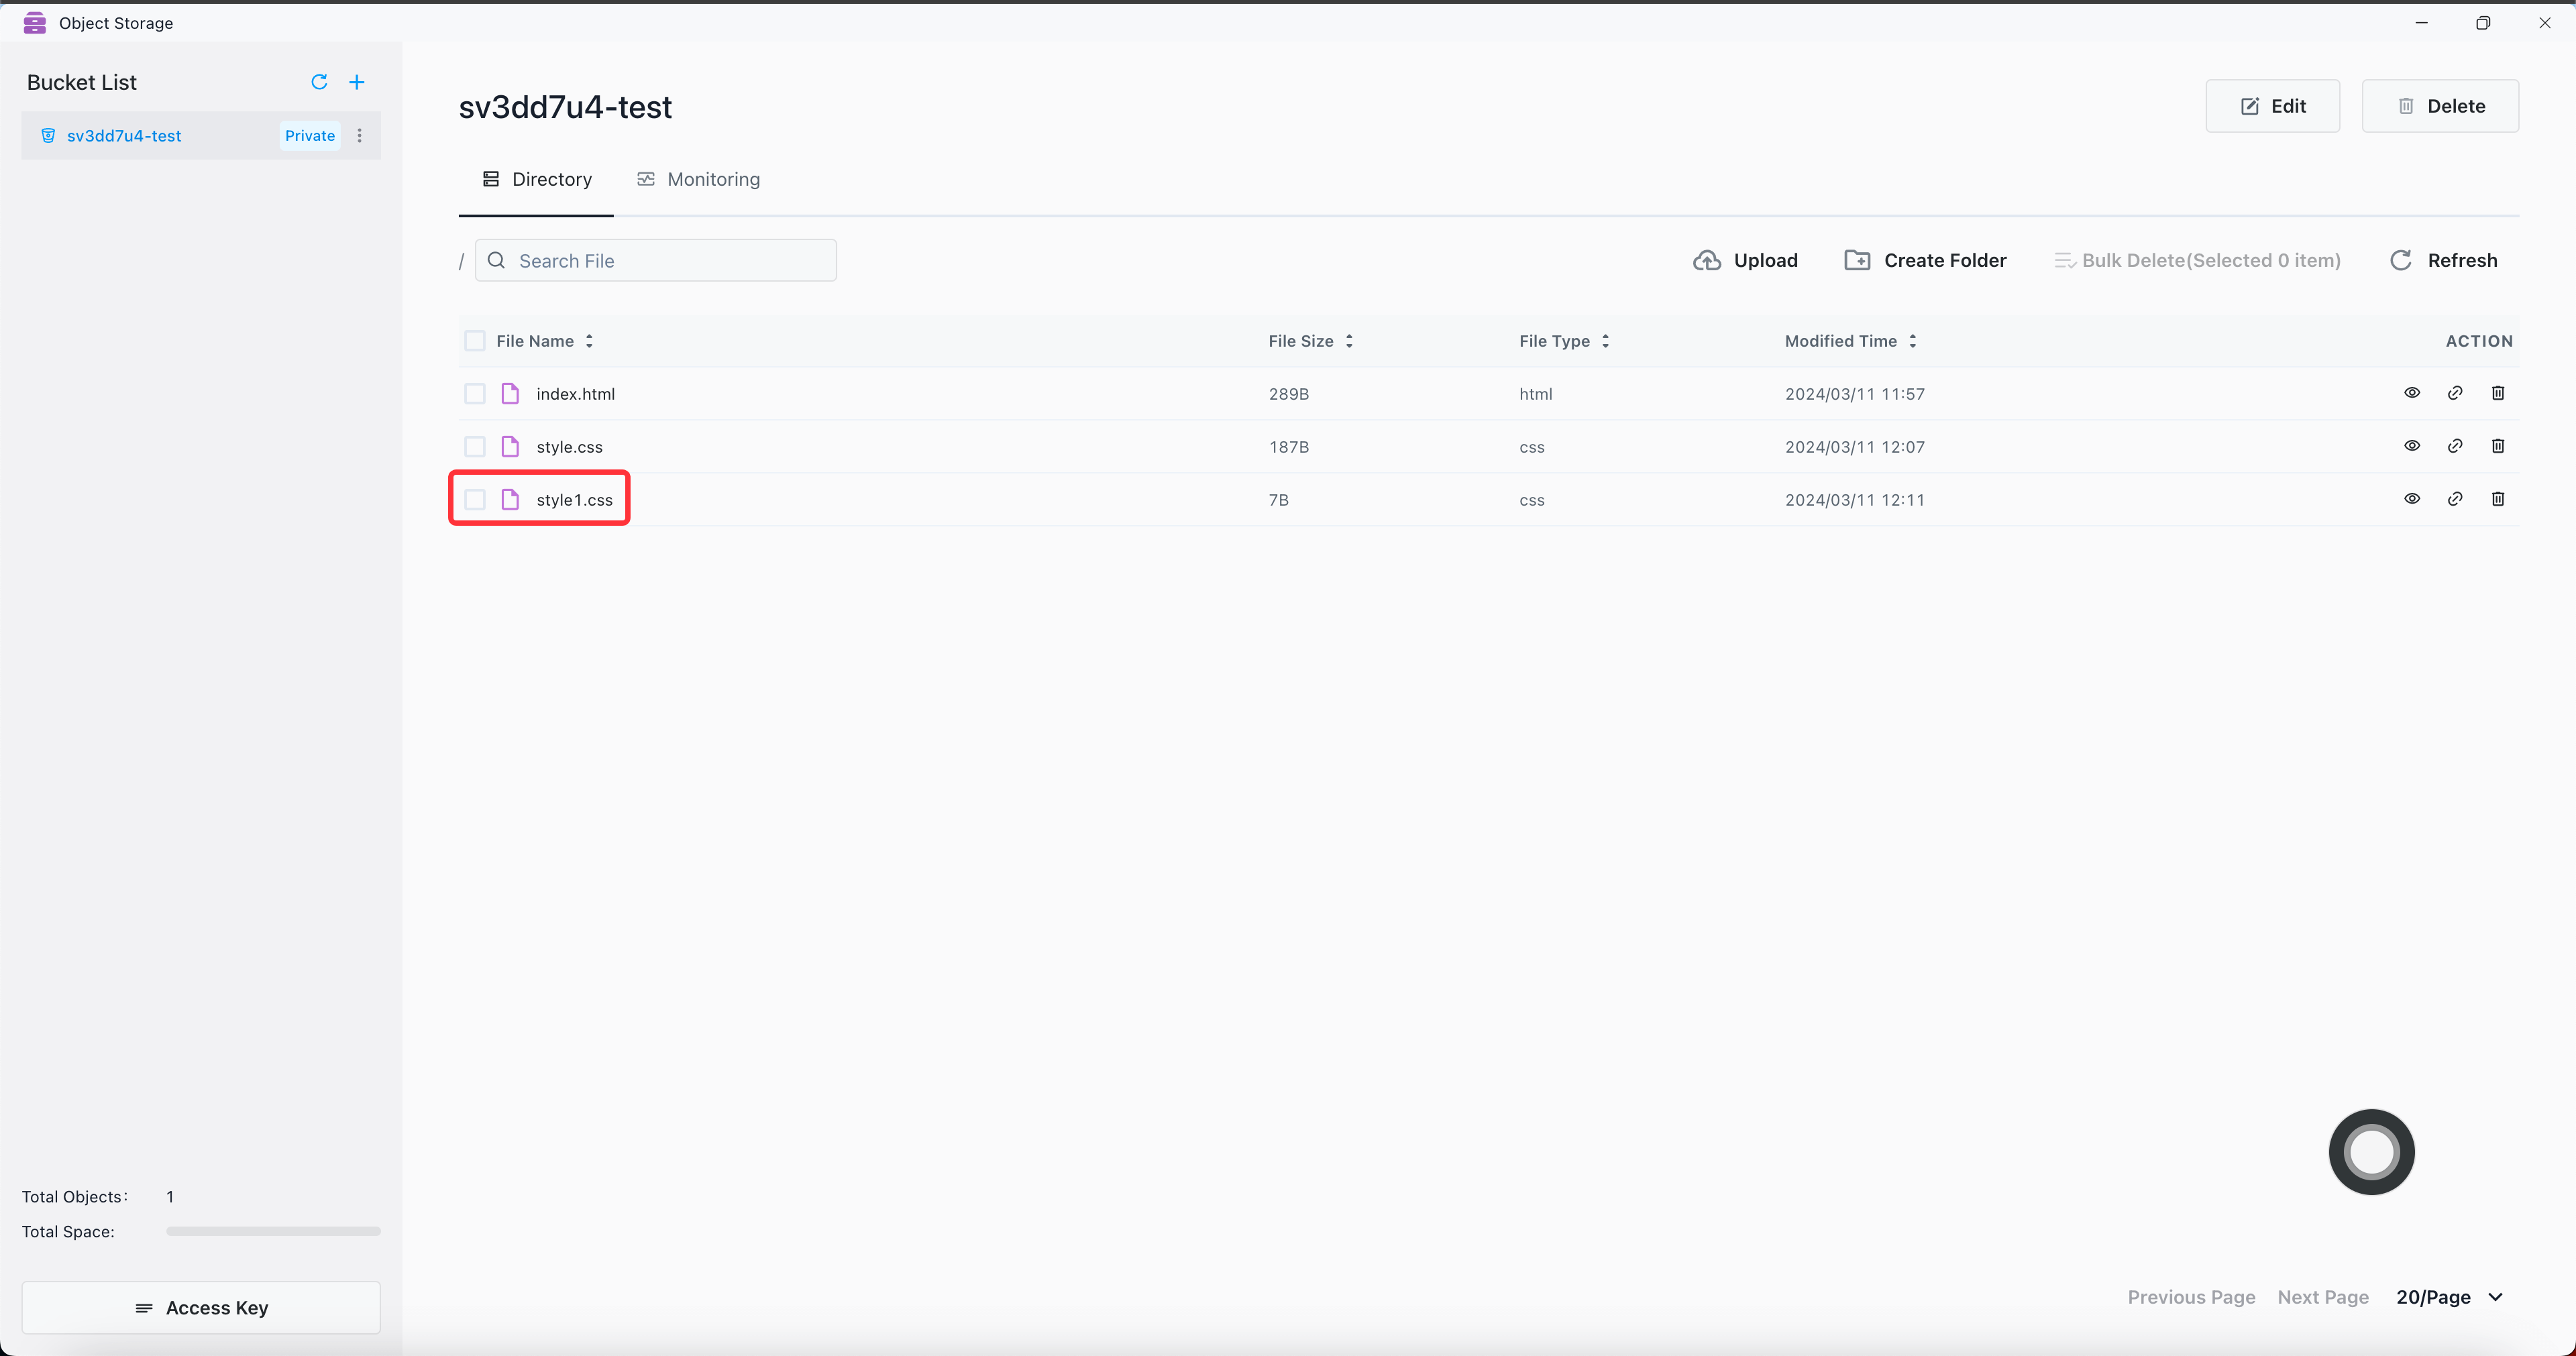 Object Storage
Bucket List
sv3dd7u4-test Private
sv3dd7u4-test
Edit
Delete
Directory
Monitoring
/ Search File
Upload
Create Folder
Bulk Delete(Selected 0 item)
Refresh
File Name File Size File Type Modified Time ACTION
index.html 289B html 2024/03/11 11:57
style.css 187B css 2024/03/11 12:07
style1.css 7B css 2024/03/11 12:11
Total Objects: 1
Total Space:
Access Key
Previous Page Next Page 20/Page